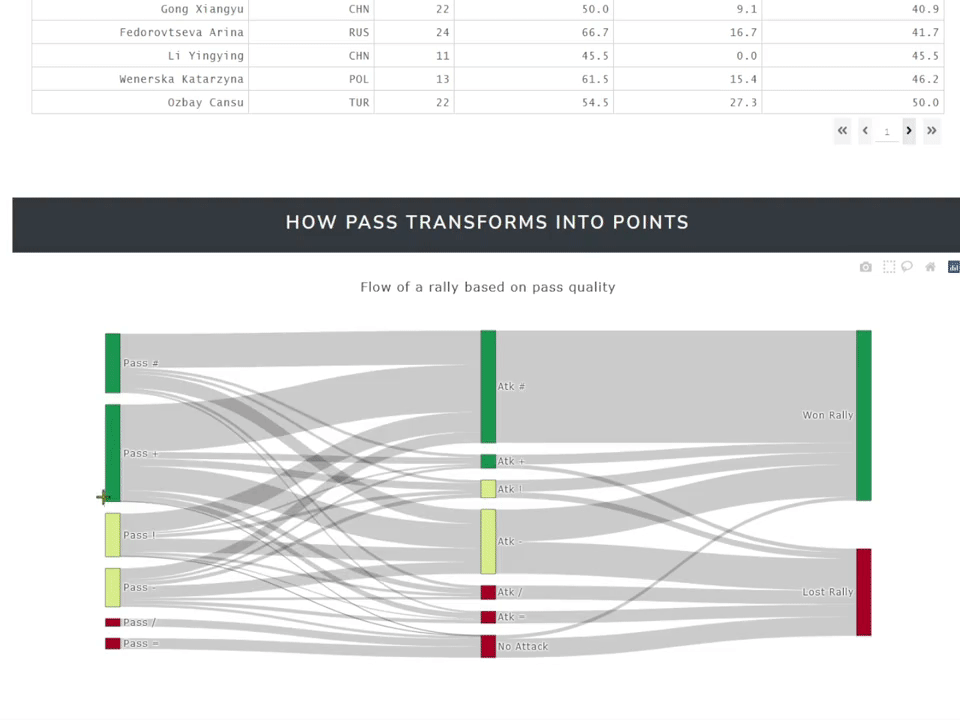 Gong Xiangyu CHN 22 50.0 9.1 40.9
Fedorovtseva Arina RUS 24 66.7 16.7 41.7
Li Yingying CHN 11 45.5 0.0 45.5
Wenerska Katarzyna POL 13 61.5 15.4 46.2
Ozbay Cansu TUR 22 54.5 27.3 50.0
« ‹ 1 › »
HOW PASS TRANSFORMS INTO POINTS
Flow of a rally based on pass quality
Pass #
Atk #
Won Rally
Pass +
Atk +
Atk !
Pass !
Atk -
Pass -
Atk /
Lost Rally
Atk =
Pass /
Pass =
No Attack